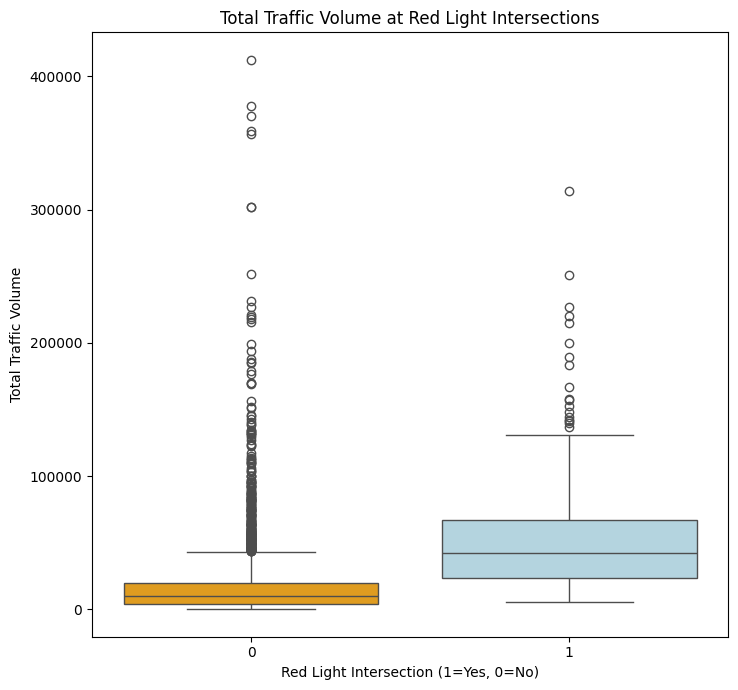 Total Traffic Volume at Red Light Intersections
400000
300000
200000
100000
0
Total Traffic Volume
0
1
Red Light Intersection (1=Yes, 0=No)